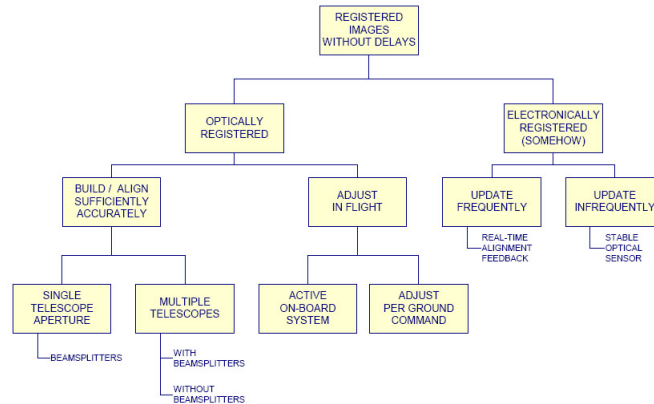 REGISTERED
IMAGES
WITHOUT DELAYS
OPTICALLY
REGISTERED
ELECTRONICALLY
REGISTERED
(SOMEHOW)
BUILD / ALIGN
SUFFICIENTLY
ACCURATELY
ADJUST
IN FLIGHT
UPDATE
FREQUENTLY
UPDATE
INFREQUENTLY
REAL-TIME
ALIGNMENT
FEEDBACK
STABLE
OPTICAL
SENSOR
SINGLE
TELESCOPE
APERTURE
MULTIPLE
TELESCOPES
ACTIVE
ON-BOARD
SYSTEM
ADJUST
PER GROUND
COMMAND
BEAMSPLITTERS
WITH
BEAMSPLITTERS
WITHOUT
BEAMSPLITTERS